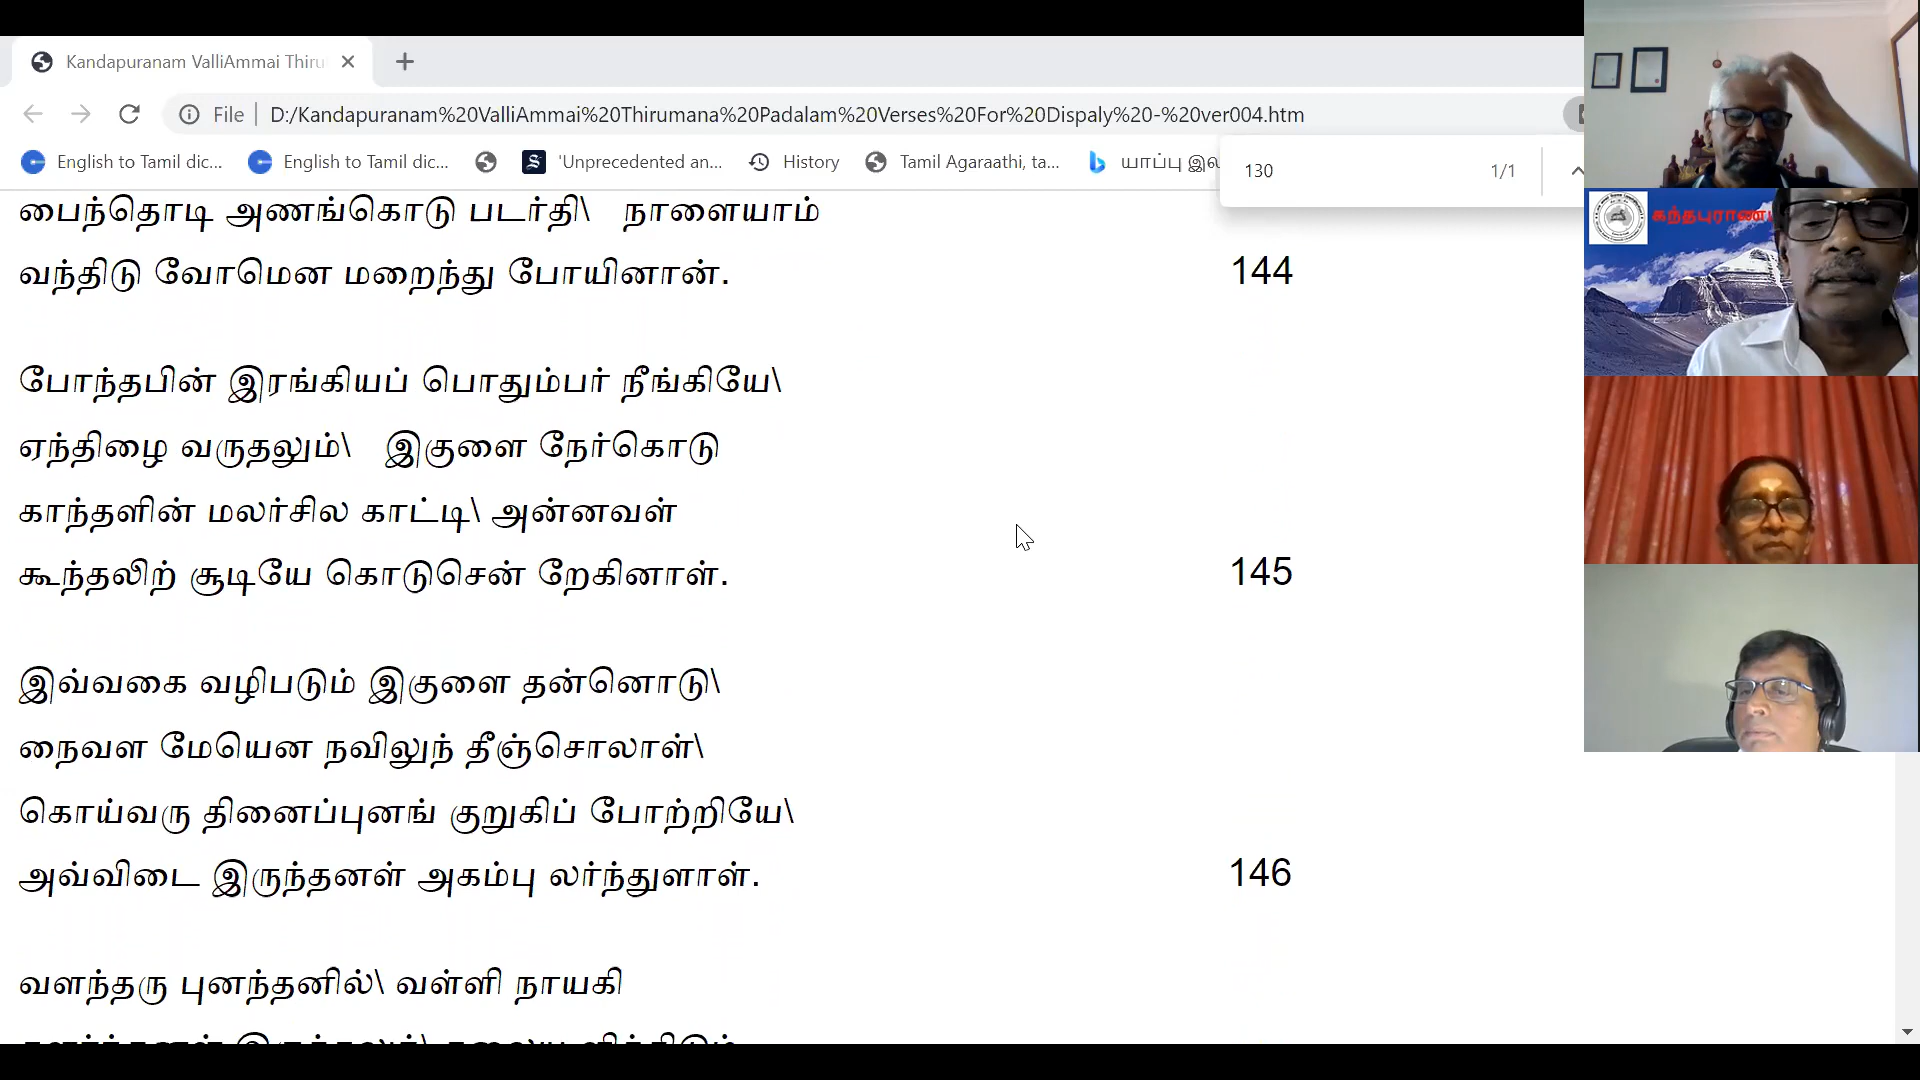 Kandapuranam ValliAmmai Thiru
File
D:/Kandapuranam%20ValliAmmai%20Thirumana%20Padalam%20Verses%20For%20Dispaly%20-%20ver004.htm
English to Tamil dic...
English to Tamil dic...
'Unprecedented an...
History
Tamil Agaraathi, ta...
யாப்பு இல
130
1/1
பைந்தொடி அணங்கொடு படர்தி\ நாளையாம்
வந்திடு வோமென மறைந்து போயினான். 144
போந்தபின் இரங்கியப் பொதும்பர் நீங்கியே\
ஏந்திழை வருதலும்\ இகுளை நேர்கொடு
காந்தளின் மலர்சில காட்டி\ அன்னவள்
கூந்தலிற் சூடியே கொடுசென் றேகினாள். 145
இவ்வகை வழிபடும் இகுளை தன்னொடு\
நைவள மேயென நவிலுந் தீஞ்சொலாள்\
கொய்வரு தினைப்புனங் குறுகிப் போற்றியே\
அவ்விடை இருந்தனள் அகம்பு லர்ந்துளாள். 146
வளந்தரு புனந்தனில்\ வள்ளி நாயகி
கந்தபுராண